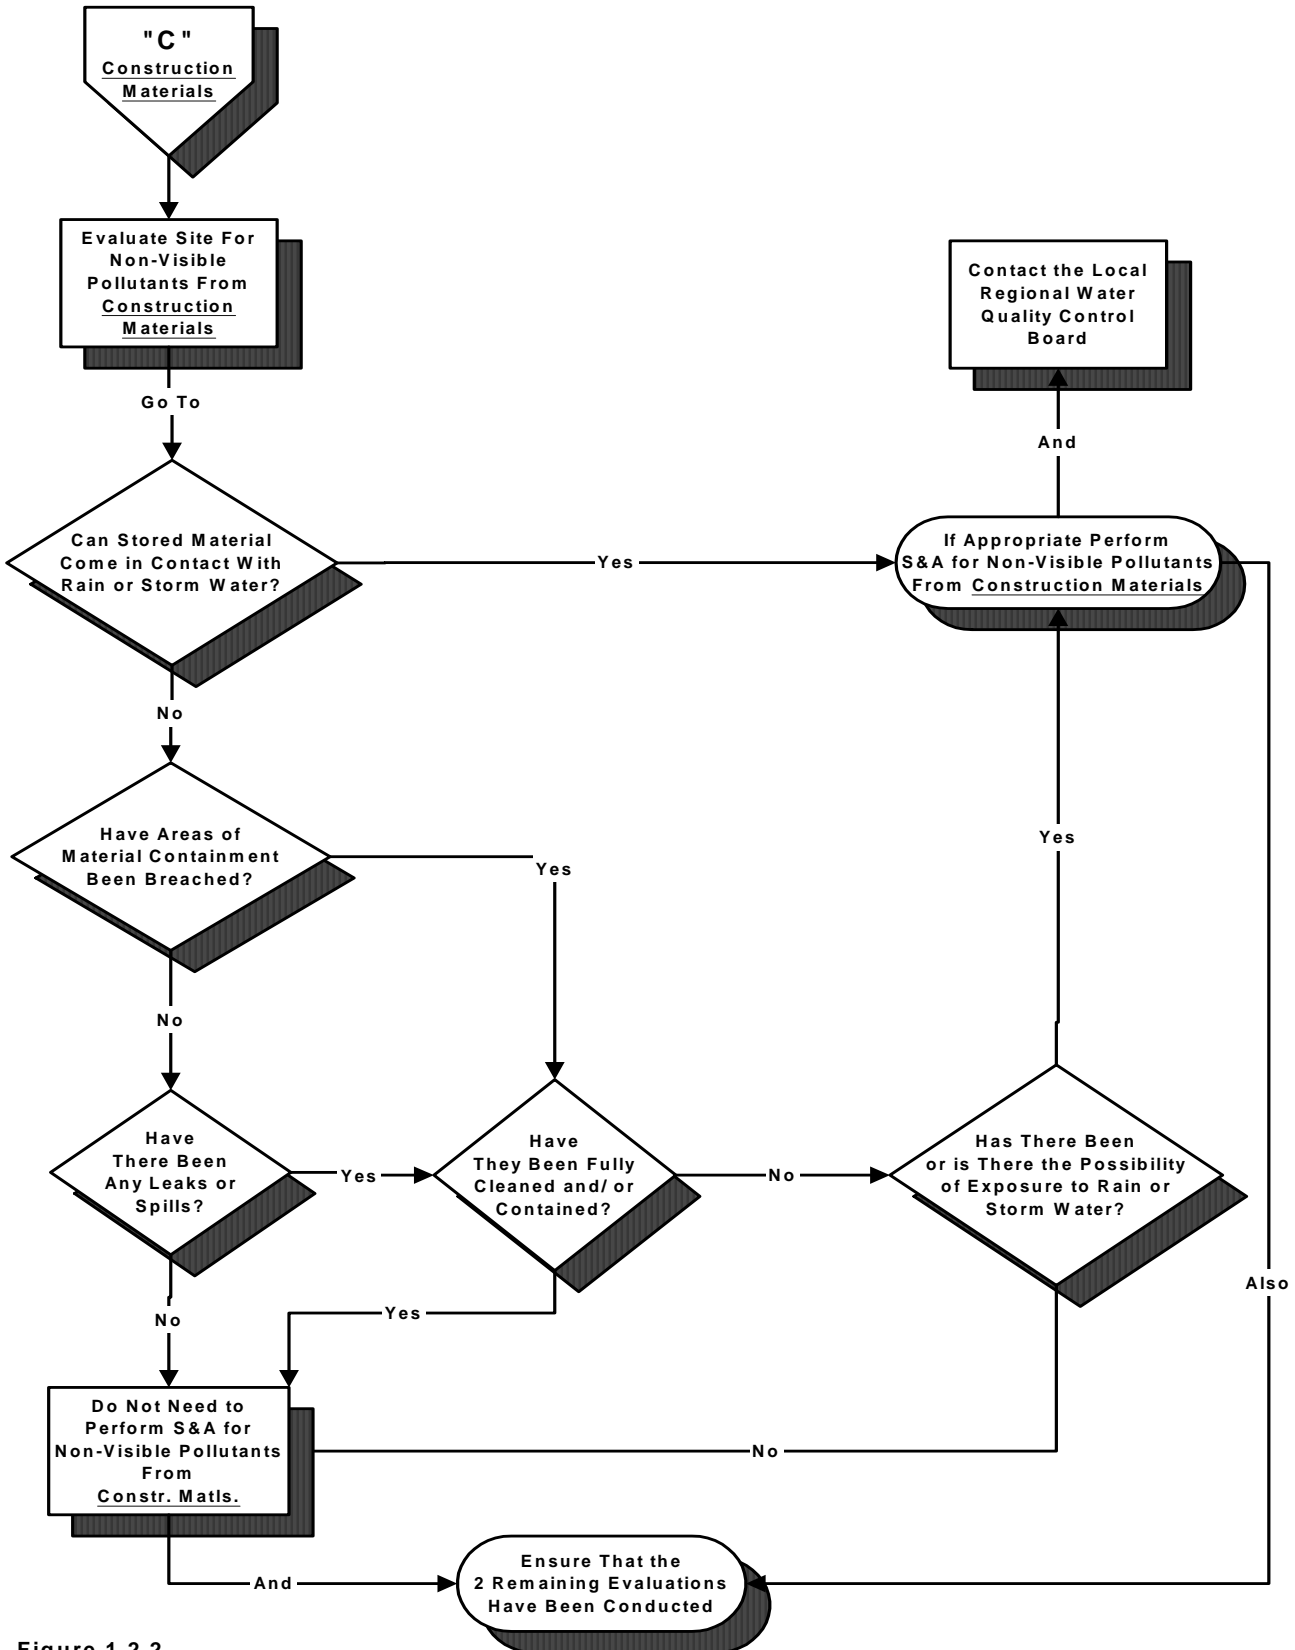 "C"
Construction
Materials
Evaluate Site For
Non-Visible
Pollutants From
Construction
Materials
Contact the Local
Regional Water
Quality Control
Board
Go To
And
Can Stored Material
Come in Contact With
Rain or Storm Water?
Yes
If Appropriate Perform
S&A for Non-Visible Pollutants
From Construction Materials
No
Have Areas of
Material Containment
Been Breached?
Yes
Yes
No
Have
There Been
Any Leaks or
Spills?
Yes
Have
They Been Fully
Cleaned and/ or
Contained?
No
Has There Been
or is There the Possibility
of Exposure to Rain or
Storm Water?
Also
No
Yes
Do Not Need to
Perform S&A for
Non-Visible Pollutants
From
Constr. Matls.
No
And
Ensure That the
2 Remaining Evaluations
Have Been Conducted
Figure 1.2.2